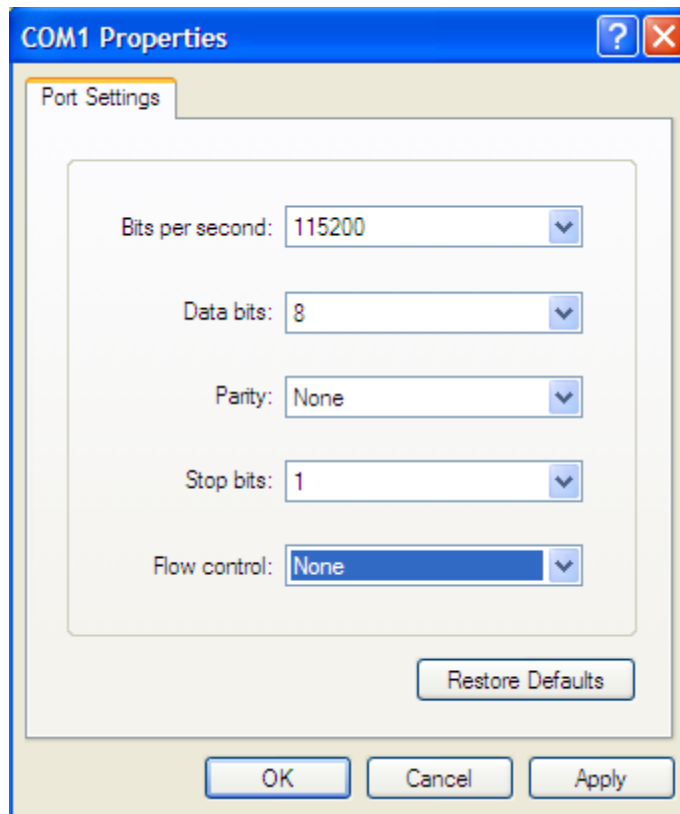 COM1 Properties
Port Settings
Bits per second: 115200
Data bits: 8
Parity: None
Stop bits: 1
Flow control: None
Restore Defaults
OK Cancel Apply